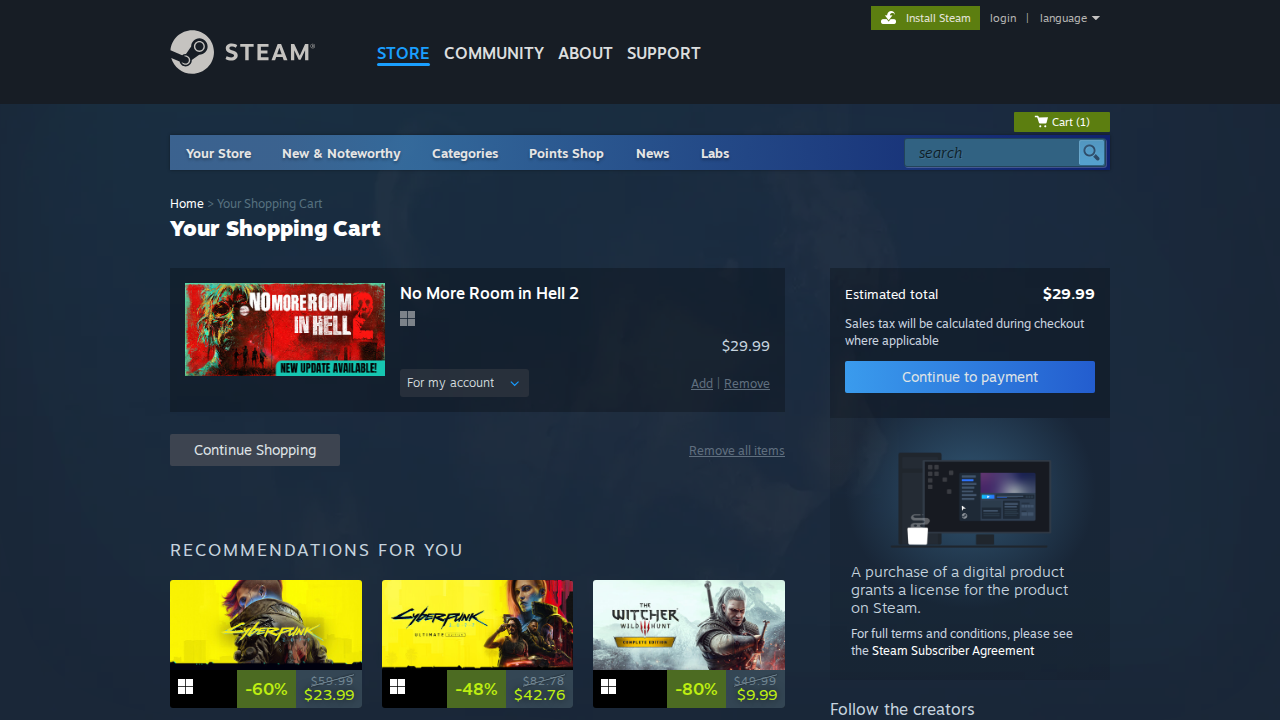 Install Steam login | language
STEAM®
STORE COMMUNITY ABOUT SUPPORT
Cart (1)
Your Store New & Noteworthy Categories Points Shop News Labs search
Home > Your Shopping Cart
Your Shopping Cart
NO MORE ROOM
IN HELL 2
NEW UPDATE AVAILABLE!
No More Room in Hell 2
$29.99
For my account
Add | Remove
Estimated total $29.99
Sales tax will be calculated during checkout
where applicable
Continue to payment
Continue Shopping
Remove all items
A purchase of a digital product
grants a license for the product
on Steam.
For full terms and conditions, please see
the Steam Subscriber Agreement
RECOMMENDATIONS FOR YOU
CYBERPUNK
-60%
$59.99
$23.99
CYBERPUNK
ULTIMATE EDITION
-48%
$82.78
$42.76
THE
WITCHER
WILD HUNT
COMPLETE EDITION
-80%
$49.99
$9.99
Follow the creators